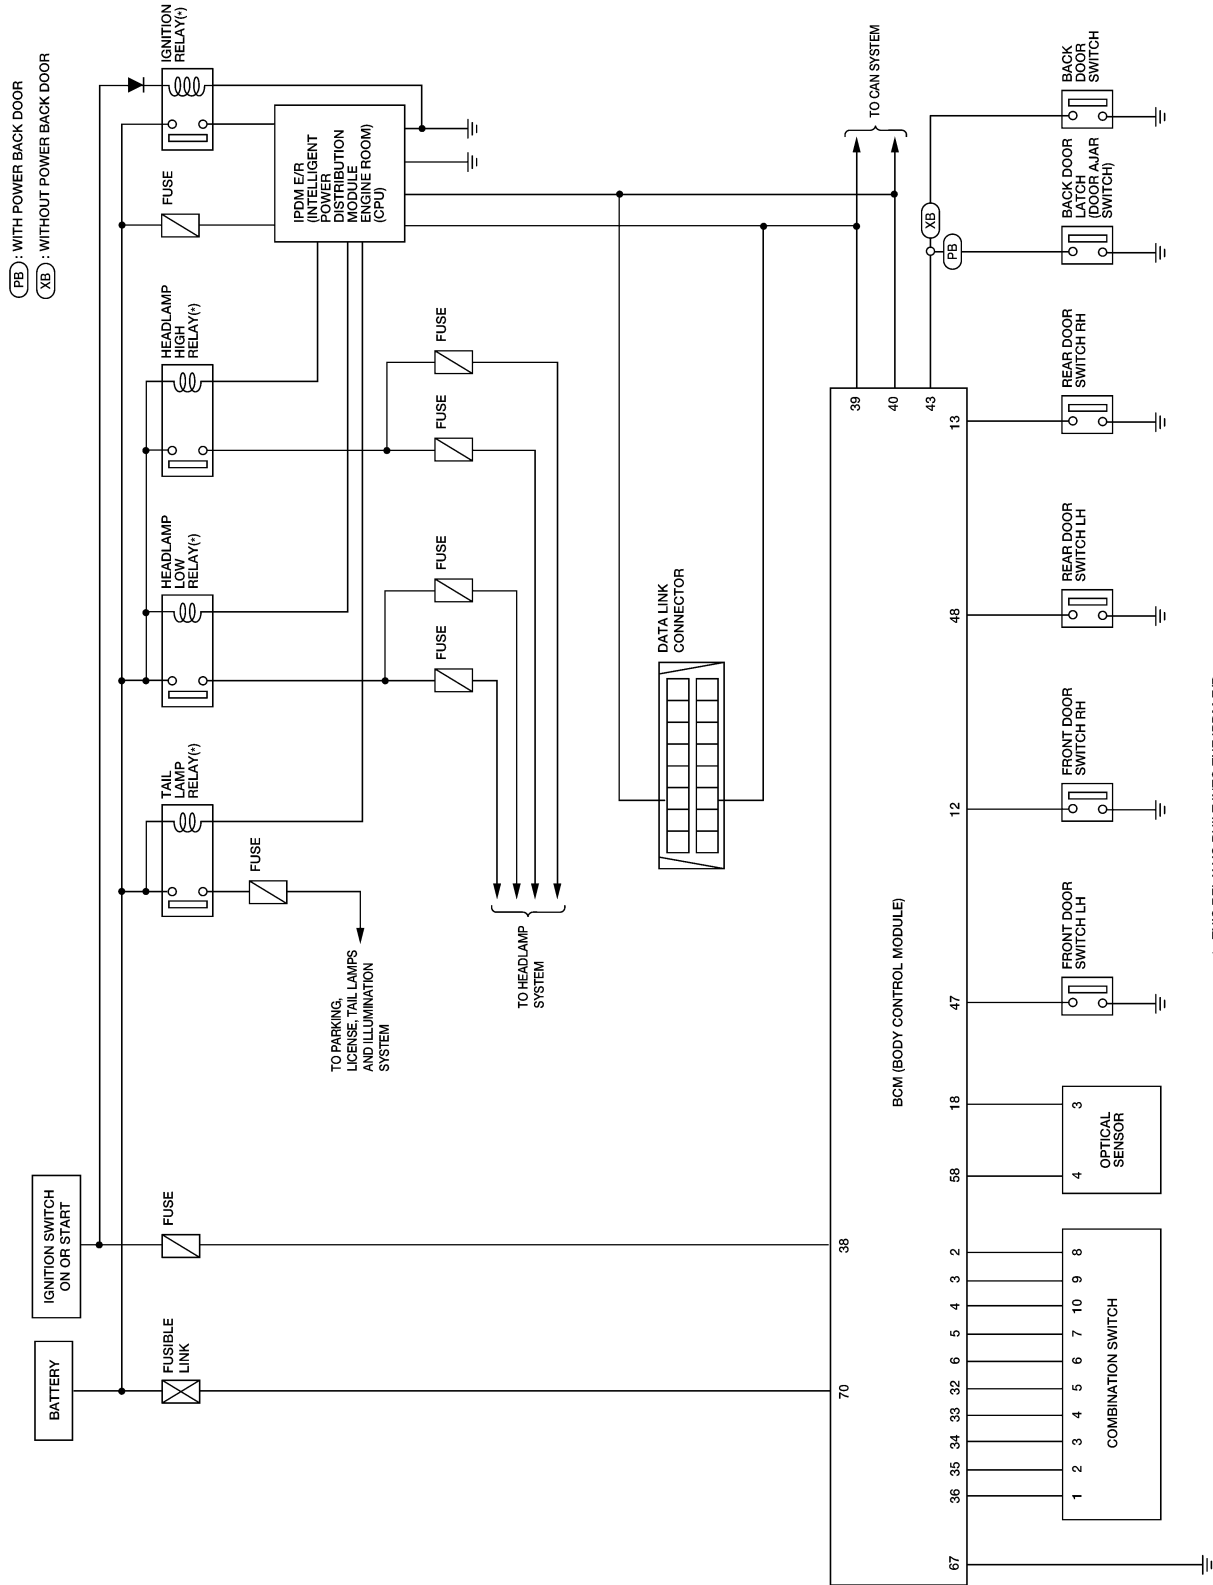 PB : WITH POWER BACK DOOR
XB : WITHOUT POWER BACK DOOR
BATTERY
IGNITION SWITCH
ON OR START
FUSIBLE
LINK
FUSE
TAIL
LAMP
RELAY(*)
HEADLAMP
LOW
RELAY(*)
HEADLAMP
HIGH
RELAY(*)
FUSE
IGNITION
RELAY(*)
FUSE
IPDM E/R
(INTELLIGENT
POWER
DISTRIBUTION
MODULE
ENGINE ROOM)
(CPU)
TO PARKING,
LICENSE, TAIL LAMPS
AND ILLUMINATION
SYSTEM
FUSE
FUSE
FUSE
FUSE
TO HEADLAMP
SYSTEM
DATA LINK
CONNECTOR
TO CAN SYSTEM
70
38
39
40
43
XB
PB
BCM (BODY CONTROL MODULE)
67
36
35
34
33
32
6
5
4
3
2
58
18
47
12
48
13
1
2
3
4
5
6
7
10
9
8
COMBINATION SWITCH
4
3
OPTICAL
SENSOR
FRONT DOOR
SWITCH LH
FRONT DOOR
SWITCH RH
REAR DOOR
SWITCH LH
REAR DOOR
SWITCH RH
BACK DOOR
LATCH
(DOOR AJAR
SWITCH)
BACK
DOOR
SWITCH